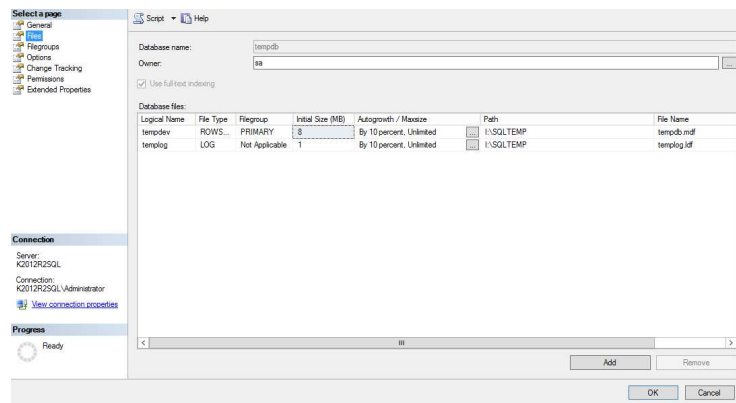 Select a page
General
Files
Filegroups
Options
Change Tracking
Permissions
Extended Properties
Script Help
Database name: tempdb
Owner: sa ...
Use full-text indexing
Database files:
Logical Name File Type Filegroup Initial Size (MB) Autogrowth / Maxsize Path File Name
tempdev ROWS... PRIMARY 8 By 10 percent, Unlimited ... I:\SQLTEMP tempdb.mdf
templog LOG Not Applicable 1 By 10 percent, Unlimited ... I:\SQLTEMP templog.ldf
Connection
Server:
K2012R2SQL
Connection:
K2012R2SQL\Administrator
View connection properties
Progress
Ready
Add Remove
OK Cancel